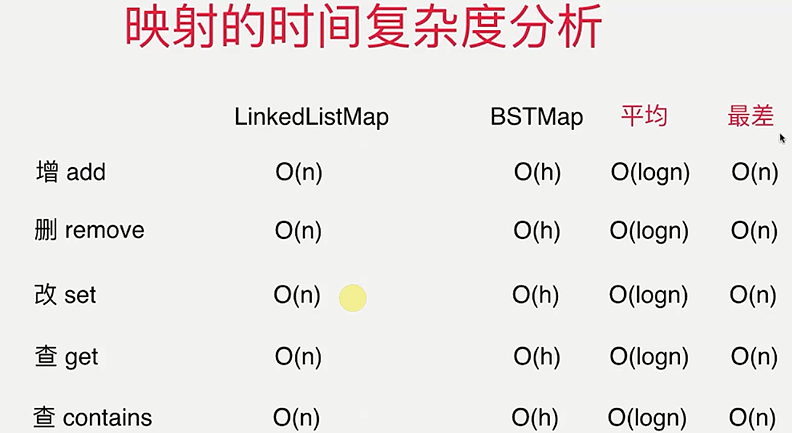 映射的时间复杂度分析
LinkedListMap BSTMap 平均 最差
增 add O(n) O(h) O(logn) O(n)
删 remove O(n) O(h) O(logn) O(n)
改 set O(n) O(h) O(logn) O(n)
查 get O(n) O(h) O(logn) O(n)
查 contains O(n) O(h) O(logn) O(n)